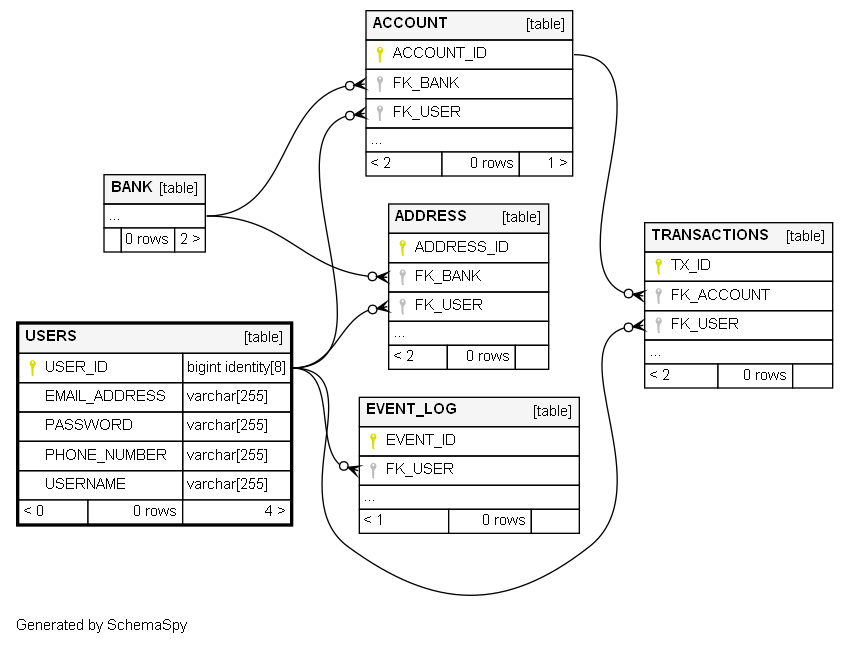 ACCOUNT [table]
ACCOUNT_ID
FK_BANK
FK_USER
...
< 2 0 rows 1 >
BANK [table]
...
0 rows 2 >
ADDRESS [table]
ADDRESS_ID
FK_BANK
FK_USER
...
< 2 0 rows
TRANSACTIONS [table]
TX_ID
FK_ACCOUNT
FK_USER
...
< 2 0 rows
USERS [table]
USER_ID bigint identity[8]
EMAIL_ADDRESS varchar[255]
PASSWORD varchar[255]
PHONE_NUMBER varchar[255]
USERNAME varchar[255]
< 0 0 rows 4 >
EVENT_LOG [table]
EVENT_ID
FK_USER
...
< 1 0 rows
Generated by SchemaSpy